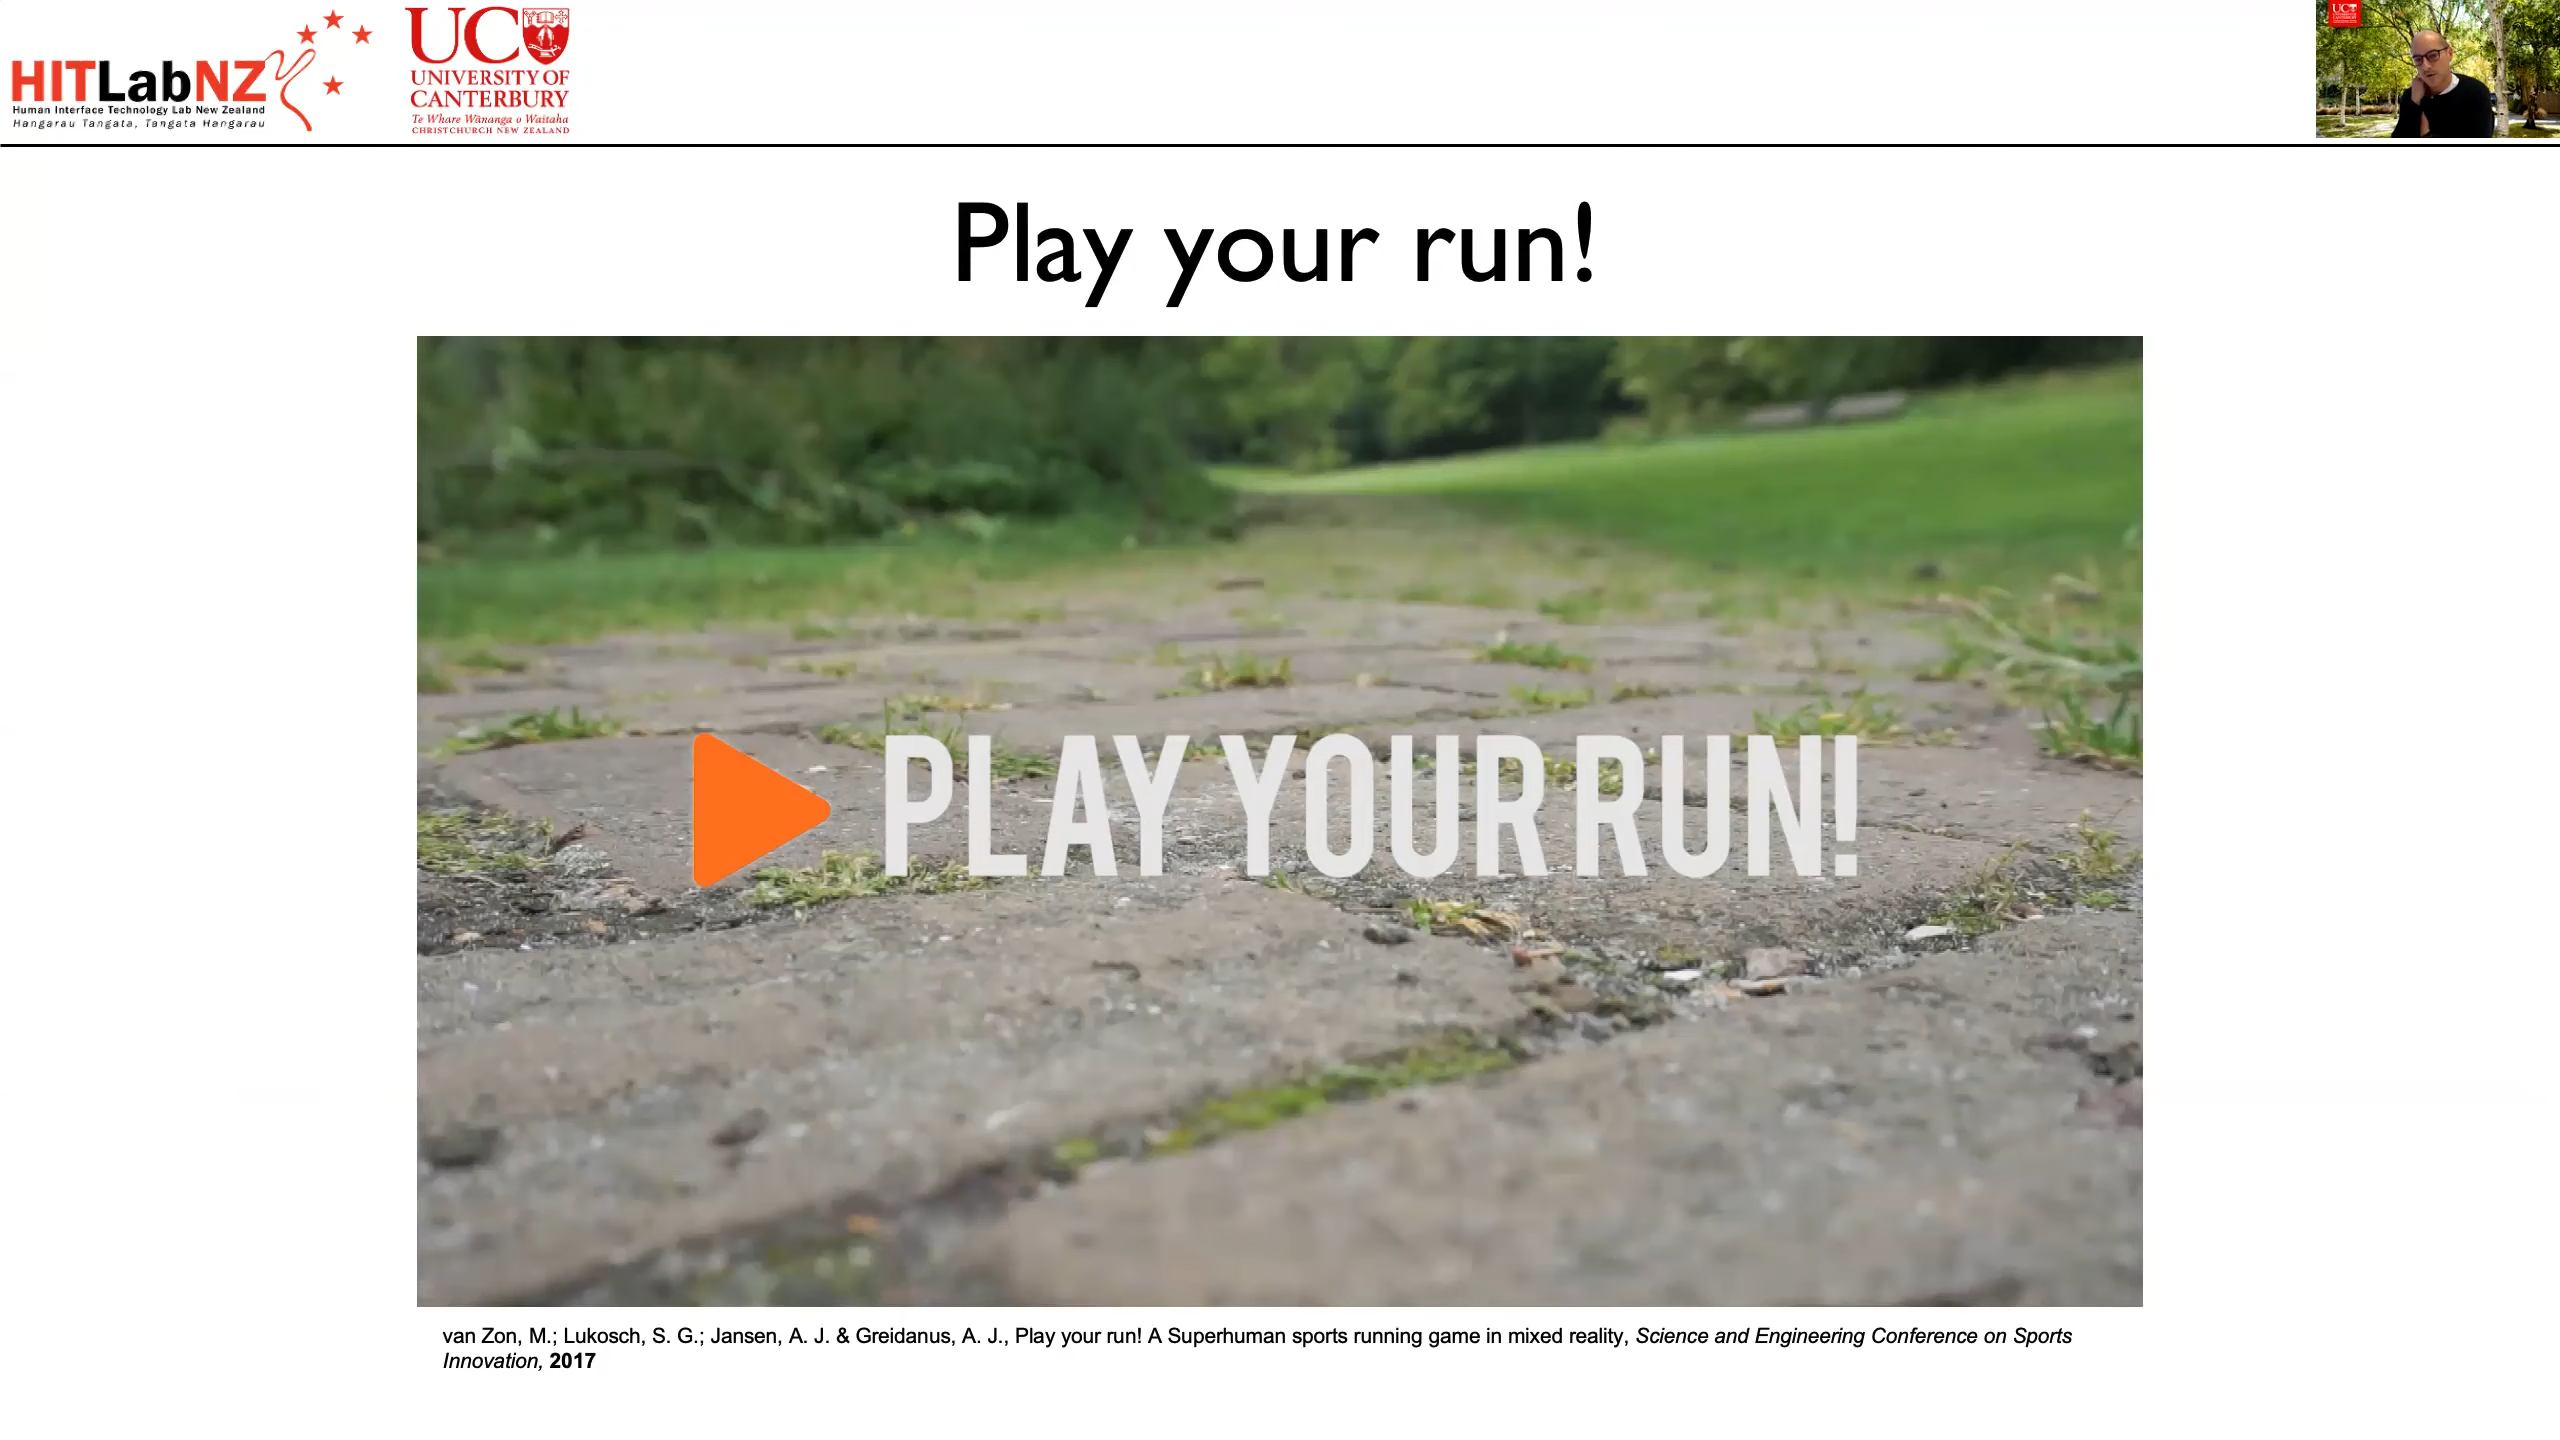 HITLabNZ
Human Interface Technology Lab New Zealand
Hangarau Tangata, Tangata Hangarau
UC
UNIVERSITY OF
CANTERBURY
Te Whare Wānanga o Waitaha
CHRISTCHURCH NEW ZEALAND
UC
Play your run!
PLAY YOUR RUN!
van Zon, M.; Lukosch, S. G.; Jansen, A. J. & Greidanus, A. J., Play your run! A Superhuman sports running game in mixed reality, Science and Engineering Conference on Sports
Innovation, 2017